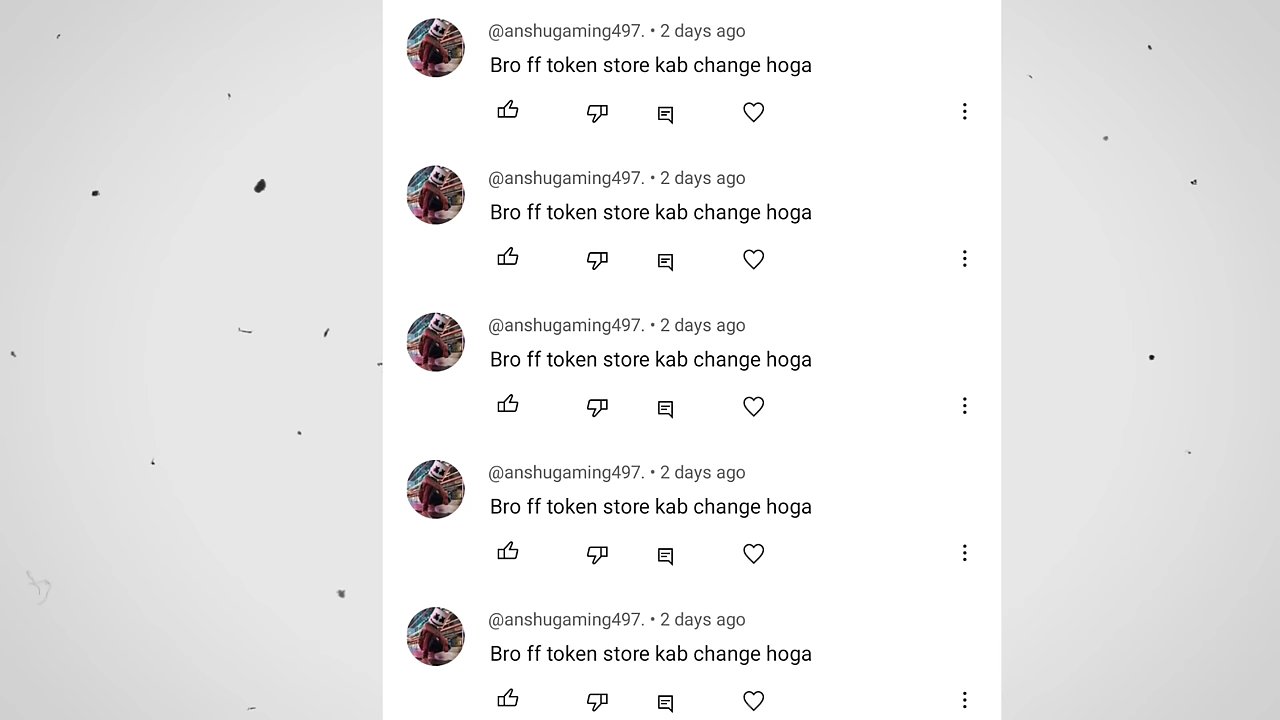 @anshugaming497. • 2 days ago
Bro ff token store kab change hoga
@anshugaming497. • 2 days ago
Bro ff token store kab change hoga
@anshugaming497. • 2 days ago
Bro ff token store kab change hoga
@anshugaming497. • 2 days ago
Bro ff token store kab change hoga
@anshugaming497. • 2 days ago
Bro ff token store kab change hoga